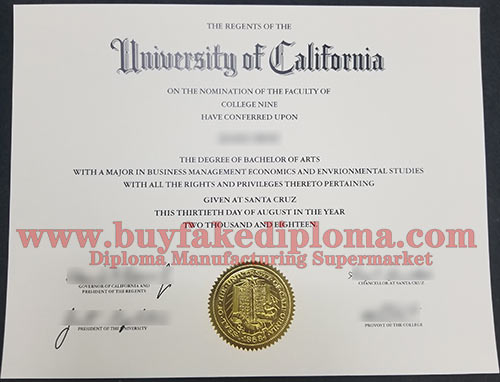 THE REGENTS OF THE
University of California
ON THE NOMINATION OF THE FACULTY OF
COLLEGE NINE
HAVE CONFERRED UPON
THE DEGREE OF BACHELOR OF ARTS
WITH A MAJOR IN BUSINESS MANAGEMENT ECONOMICS AND ENVRIONMENTAL STUDIES
WITH ALL THE RIGHTS AND PRIVILEGES THERETO PERTAINING
GIVEN AT SANTA CRUZ
THIS THIRTIETH DAY OF AUGUST IN THE YEAR
TWO THOUSAND AND EIGHTEEN.
www.buyfakediploma.com
Diploma Manufacturing Supermarket
GOVERNOR OF CALIFORNIA AND
PRESIDENT OF THE REGENTS
CHANCELLOR AT SANTA CRUZ
PRESIDENT OF THE UNIVERSITY
PROVOST OF THE COLLEGE
1868